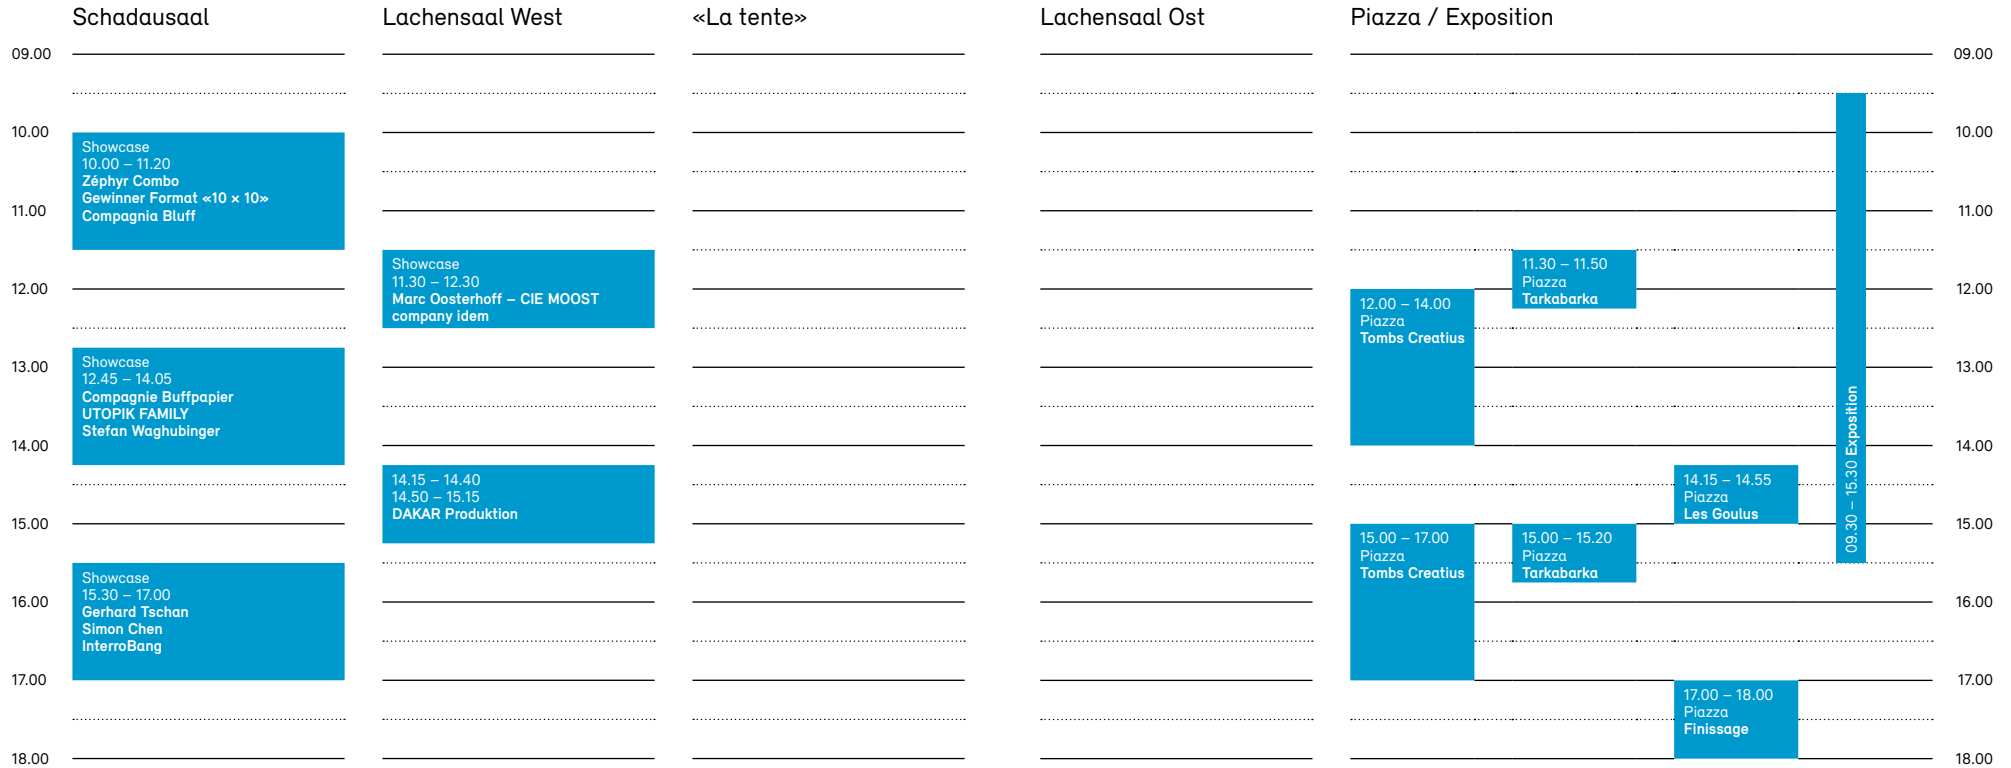 Schadausaal
Lachensaal West
«La tente»
Lachensaal Ost
Piazza / Exposition
09.00
10.00
11.00
12.00
13.00
14.00
15.00
16.00
17.00
18.00
Showcase
10.00 – 11.20
Zéphyr Combo
Gewinner Format «10 × 10»
Compagnia Bluff
Showcase
12.45 – 14.05
Compagnie Buffpapier
UTOPIK FAMILY
Stefan Waghubinger
Showcase
15.30 – 17.00
Gerhard Tschan
Simon Chen
InterroBang
Showcase
11.30 – 12.30
Marc Oosterhoff – CIE MOOST
company idem
14.15 – 14.40
14.50 – 15.15
DAKAR Produktion
12.00 – 14.00
Piazza
Tombs Creatius
15.00 – 17.00
Piazza
Tombs Creatius
11.30 – 11.50
Piazza
Tarkabarka
15.00 – 15.20
Piazza
Tarkabarka
14.15 – 14.55
Piazza
Les Goulus
17.00 – 18.00
Piazza
Finissage
09.30 – 15.30 Exposition
09.00
10.00
11.00
12.00
13.00
14.00
15.00
16.00
17.00
18.00